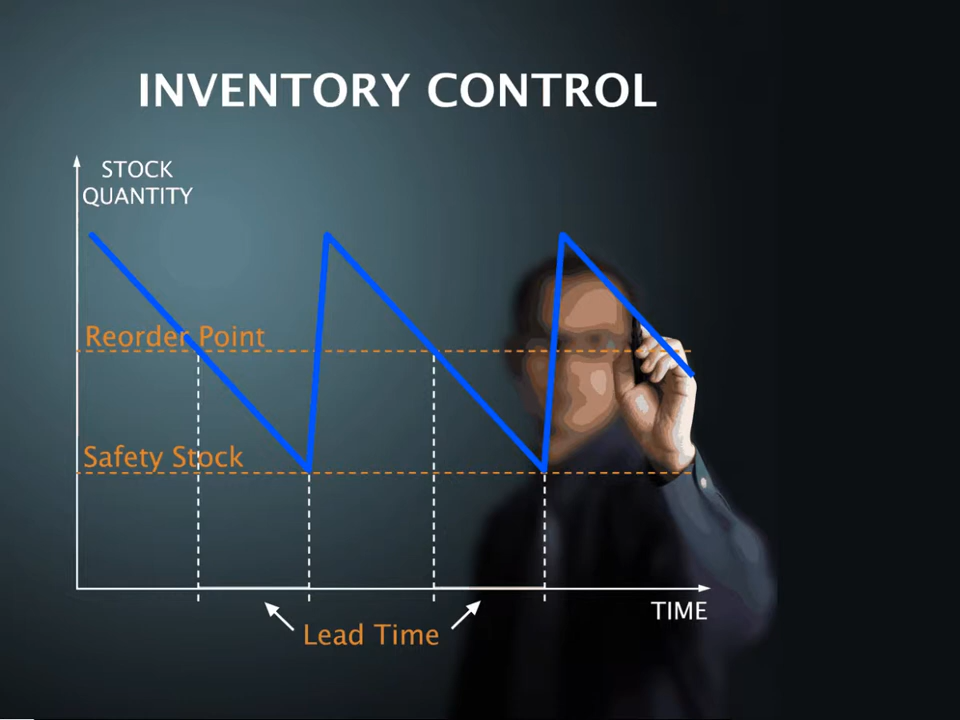 INVENTORY CONTROL
STOCK
QUANTITY
Reorder Point
Safety Stock
TIME
Lead Time